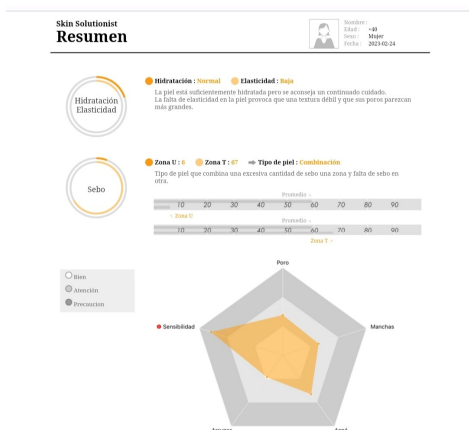 Skin Solutionist
Resumen
Nombre :
Edad : ~40
Sexo : Mujer
Fecha : 2023-02-24
Hidratación
Elasticidad
Hidratación : Normal Elasticidad : Baja
La piel está suficientemente hidratada pero se aconseja un continuado cuidado.
La falta de elasticidad en la piel provoca que una textura débil y que sus poros parezcan
más grandes.
Sebo
Zona U : 6 Zona T : 67 Tipo de piel : Combinación
Tipo de piel que combina una excesiva cantidad de sebo una zona y falta de sebo en
otra.
Promedio
10 20 30 40 50 60 70 80 90
Zona U
Promedio
10 20 30 40 50 60 70 80 90
Zona T
Bien
Atención
Precaucion
Poro
Sensibilidad
Manchas